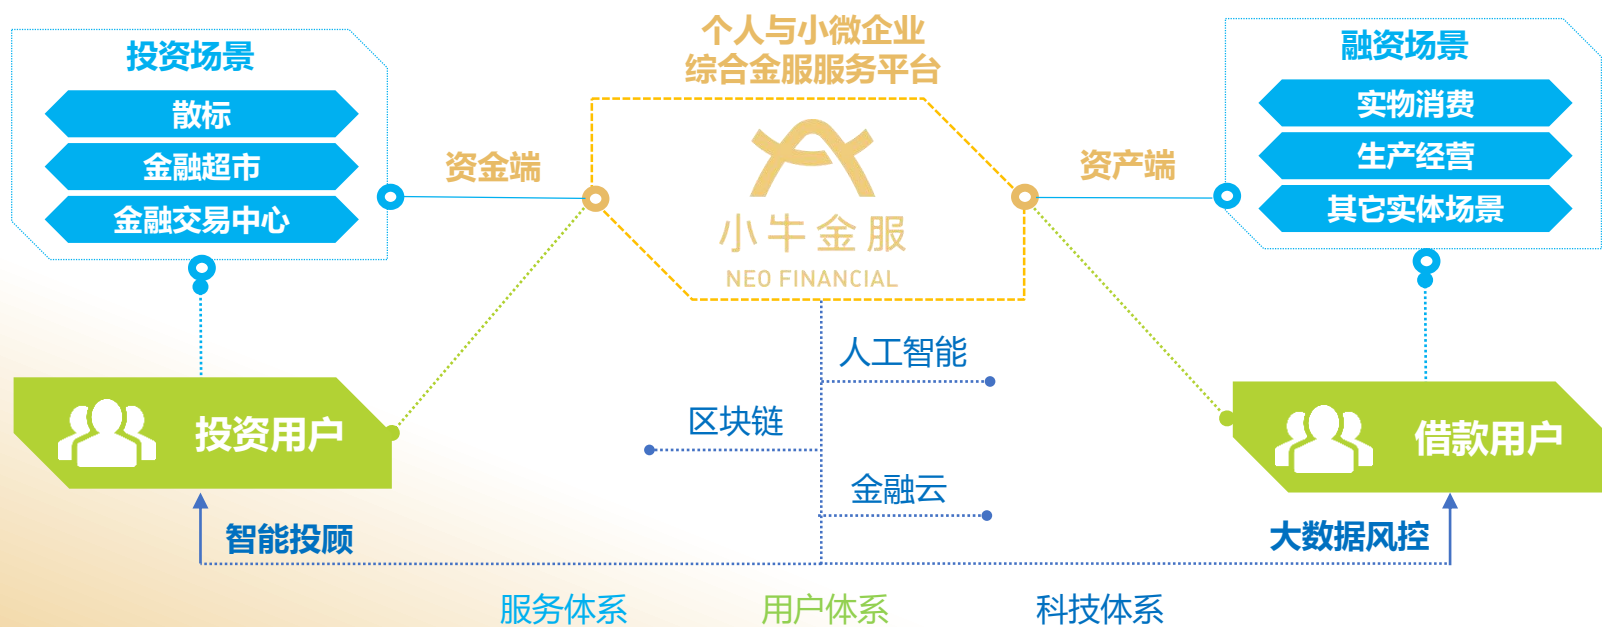 个人与小微企业
综合金服服务平台
投资场景
散标
金融超市
金融交易中心
资金端
小牛金服
NEO FINANCIAL
资产端
融资场景
实物消费
生产经营
其它实体场景
人工智能
区块链
金融云
投资用户
借款用户
智能投顾
大数据风控
服务体系
用户体系
科技体系